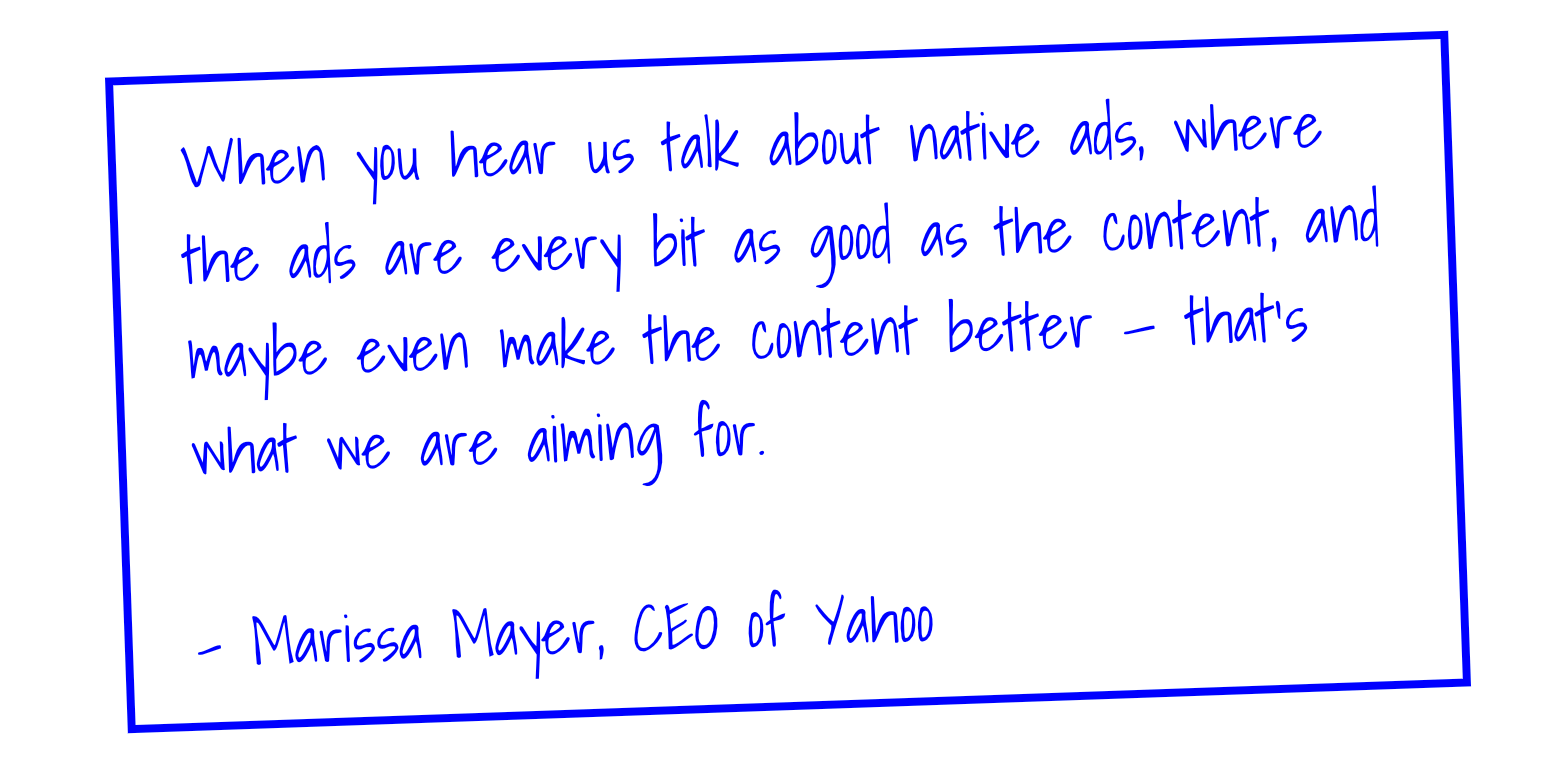 When you hear us talk about native ads, where
the ads are every bit as good as the content, and
maybe even make the content better – that's
what we are aiming for.
- Marissa Mayer, CEO of Yahoo